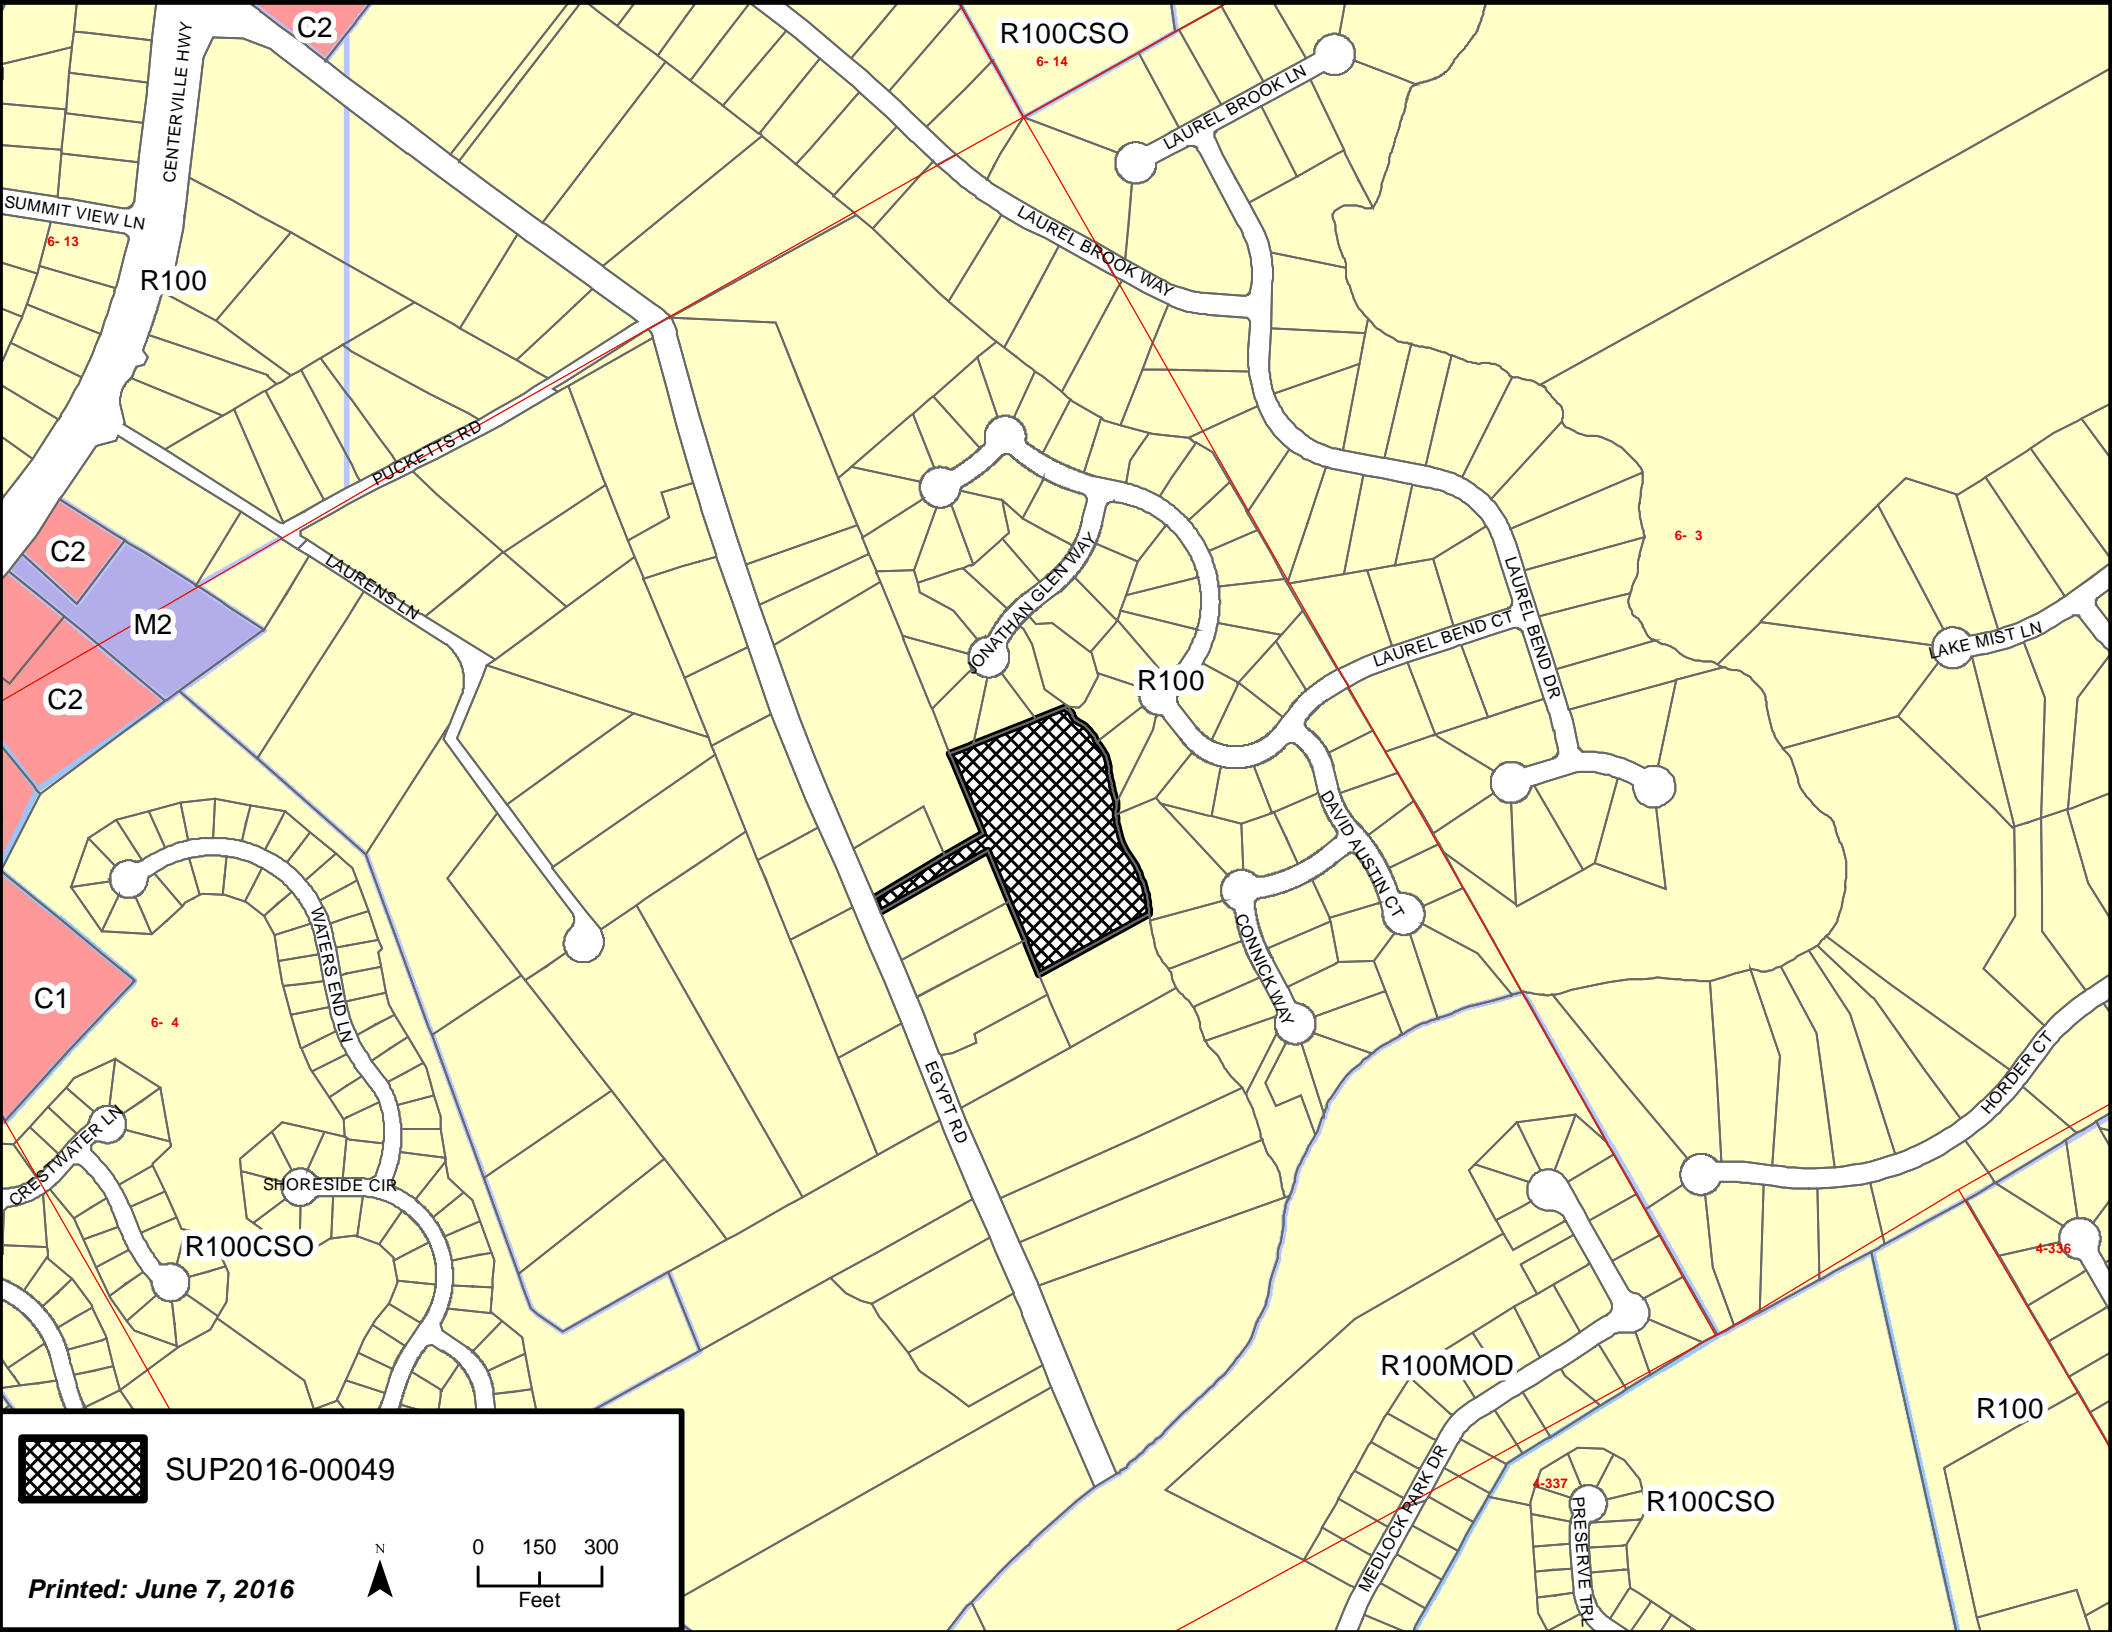 C2
R100CSO
6- 14
CENTERVILLE HWY
LAUREL BROOK LN
SUMMIT VIEW LN
6- 13
R100
LAUREL BROOK WAY
PUCKETTS RD
C2
LAURENS LN
M2
C2
JONATHAN GLEN WAY
R100
LAUREL BEND CT
LAUREL BEND DR
6- 3
LAKE MIST LN
DAVID AUSTIN CT
CONNICK WAY
WATERS END LN
C1
6- 4
EGYPT RD
HORDER CT
CRESTWATER LN
SHORESIDE CIR
R100CSO
4-336
R100MOD
R100
MEDLOCK PARK DR
4-337
R100CSO
PRESERVE TRL
SUP2016-00049
N
0 150 300
Feet
Printed: June 7, 2016